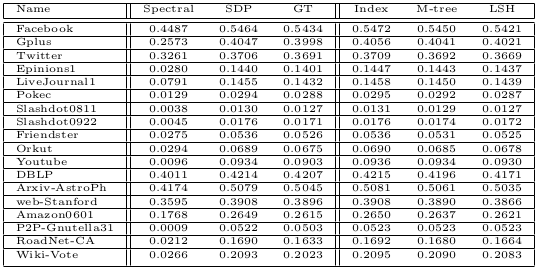 Name Spectral SDP GT Index M-tree LSH
Facebook 0.4487 0.5464 0.5434 0.5472 0.5450 0.5421
Gplus 0.2573 0.4047 0.3998 0.4056 0.4041 0.4021
Twitter 0.3261 0.3706 0.3691 0.3709 0.3692 0.3669
Epinions1 0.0280 0.1440 0.1401 0.1447 0.1443 0.1437
LiveJournal1 0.0791 0.1455 0.1432 0.1458 0.1450 0.1439
Pokec 0.0129 0.0294 0.0288 0.0295 0.0292 0.0287
Slashdot0811 0.0038 0.0130 0.0127 0.0131 0.0129 0.0127
Slashdot0922 0.0045 0.0176 0.0171 0.0176 0.0174 0.0172
Friendster 0.0275 0.0536 0.0526 0.0536 0.0531 0.0525
Orkut 0.0294 0.0689 0.0675 0.0690 0.0685 0.0678
Youtube 0.0096 0.0934 0.0903 0.0936 0.0934 0.0930
DBLP 0.4011 0.4214 0.4207 0.4215 0.4196 0.4171
Arxiv-AstroPh 0.4174 0.5079 0.5045 0.5081 0.5061 0.5035
web-Stanford 0.3595 0.3908 0.3896 0.3908 0.3890 0.3866
Amazon0601 0.1768 0.2649 0.2615 0.2650 0.2637 0.2621
P2P-Gnutella31 0.0009 0.0522 0.0503 0.0523 0.0523 0.0523
RoadNet-CA 0.0212 0.1690 0.1633 0.1692 0.1680 0.1664
Wiki-Vote 0.0266 0.2093 0.2023 0.2095 0.2090 0.2083